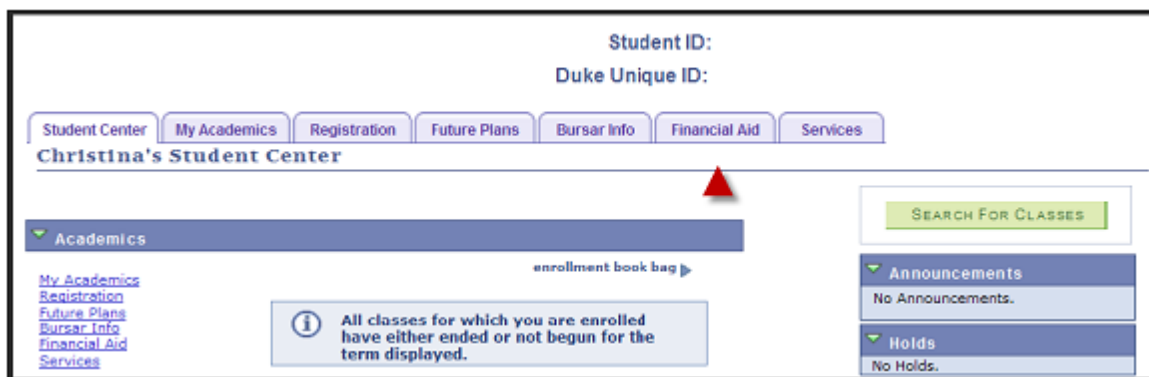 Student ID:
Duke Unique ID:
Student Center My Academics Registration Future Plans Bursar Info Financial Aid Services
Christina's Student Center
SEARCH FOR CLASSES
Academics
enrollment book bag
My Academics
Registration
Future Plans
Bursar Info
Financial Aid
Services
All classes for which you are enrolled
have either ended or not begun for the
term displayed.
Announcements
No Announcements.
Holds
No Holds.